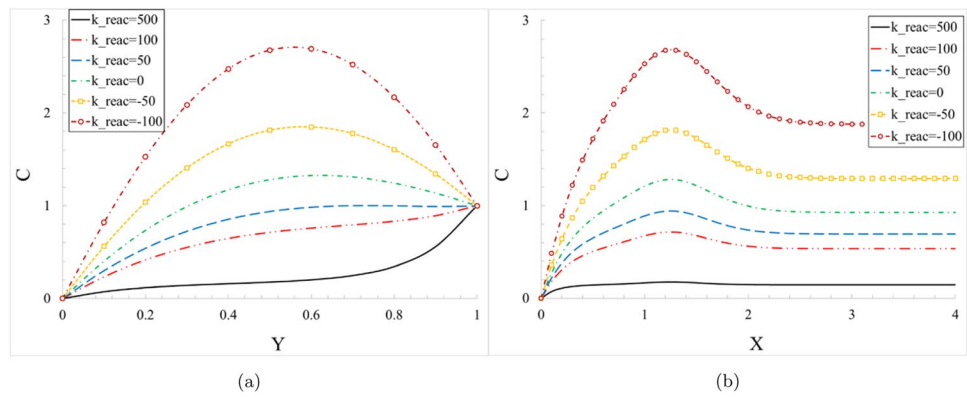 3
k_reac=500
k_reac=100
k_reac=50
k_reac=0
k_reac=-50
k_reac=-100
2
C
1
0
0 0.2 0.4 0.6 0.8 1
Y
(a)
3
k_reac=500
k_reac=100
k_reac=50
k_reac=0
k_reac=-50
k_reac=-100
2
C
1
0
0 1 2 3 4
X
(b)